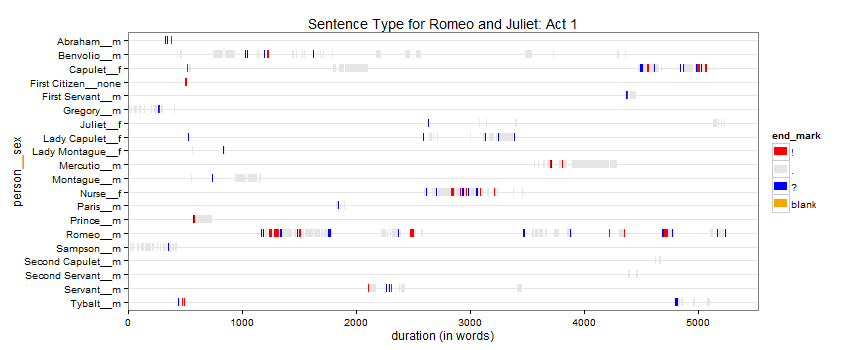 Sentence Type for Romeo and Juliet: Act 1
Abraham__m
Benvolio__m
Capulet__f
First Citizen__none
First Servant__m
Gregory__m
Juliet__f
Lady Capulet__f
Lady Montague__f
Mercutio__m
Montague__m
Nurse__f
Paris__m
Prince__m
Romeo__m
Sampson__m
Second Capulet__m
Second Servant__m
Servant__m
Tybalt__m
person__sex
0 1000 2000 3000 4000 5000
duration (in words)
end_mark
!
.
?
blank